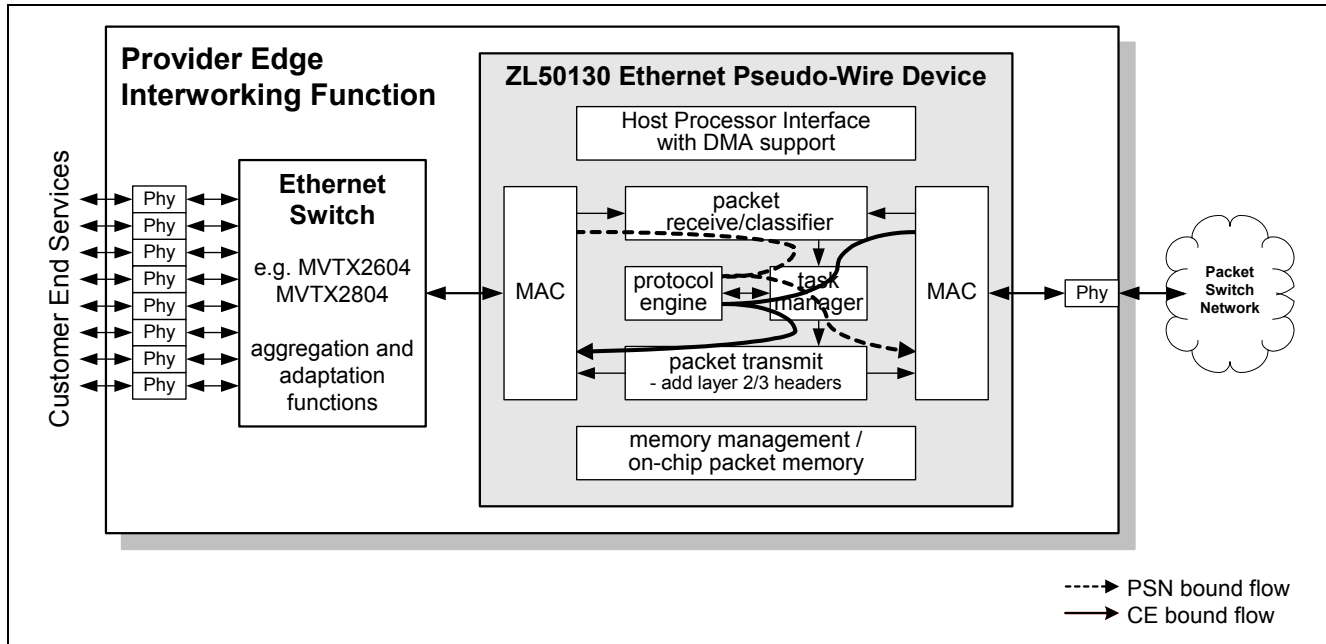 Provider Edge
Interworking Function
ZL50130 Ethernet Pseudo-Wire Device
Host Processor Interface
with DMA support
Customer End Services
Phy
Phy
Phy
Phy
Phy
Phy
Phy
Phy
Ethernet
Switch
e.g. MVTX2604
MVTX2804
aggregation and
adaptation
functions
MAC
packet
receive/classifier
protocol
engine
task
manager
packet transmit
- add layer 2/3 headers
memory management /
on-chip packet memory
MAC
Phy
Packet
Switch
Network
PSN bound flow
CE bound flow